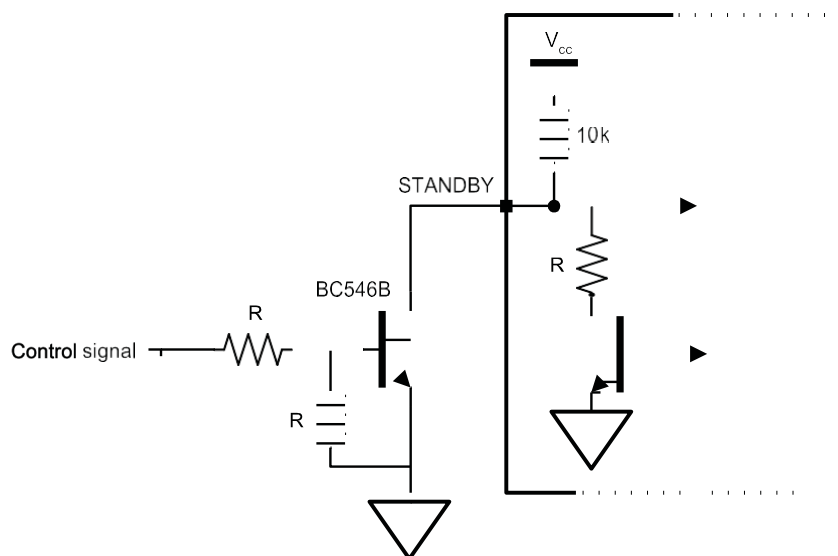 Vcc
10k
STANDBY
R
BC546B
R
Control signal
R